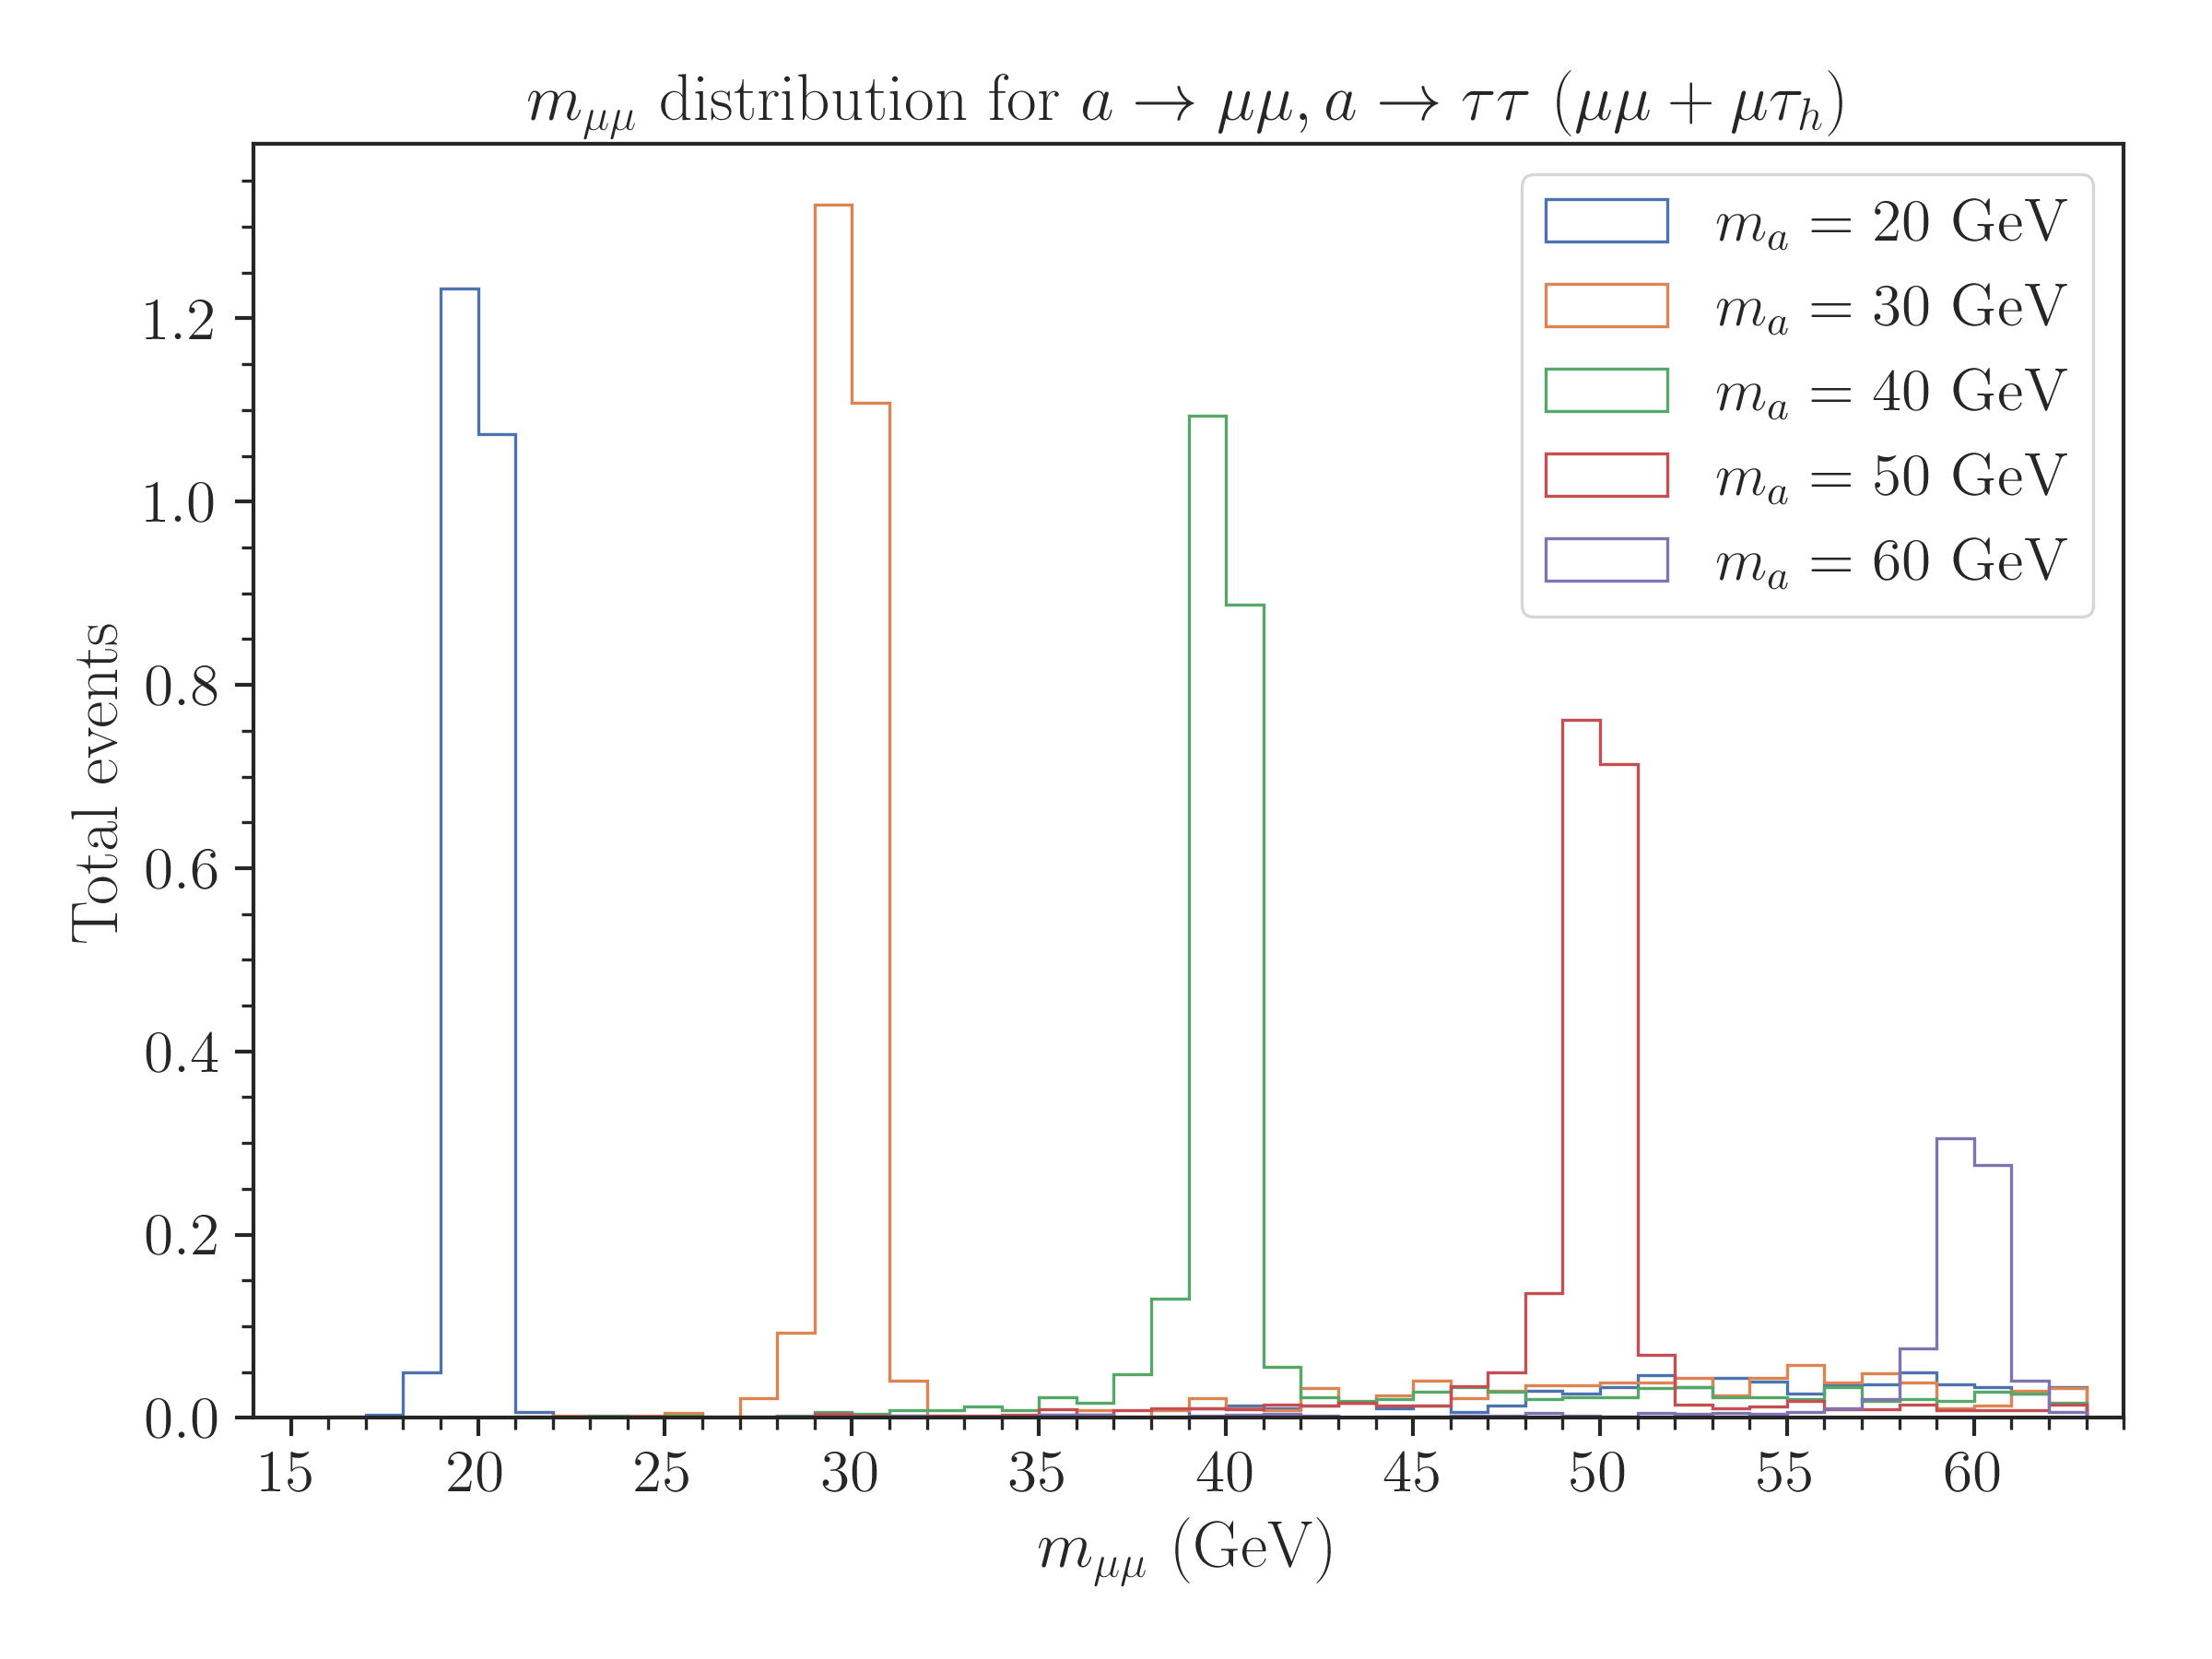 m_μμ distribution for a → μμ, a → ττ (μμ + μτ_h)
m_a = 20 GeV
m_a = 30 GeV
m_a = 40 GeV
m_a = 50 GeV
m_a = 60 GeV
Total events
1.2
1.0
0.8
0.6
0.4
0.2
0.0
15 20 25 30 35 40 45 50 55 60
m_μμ (GeV)